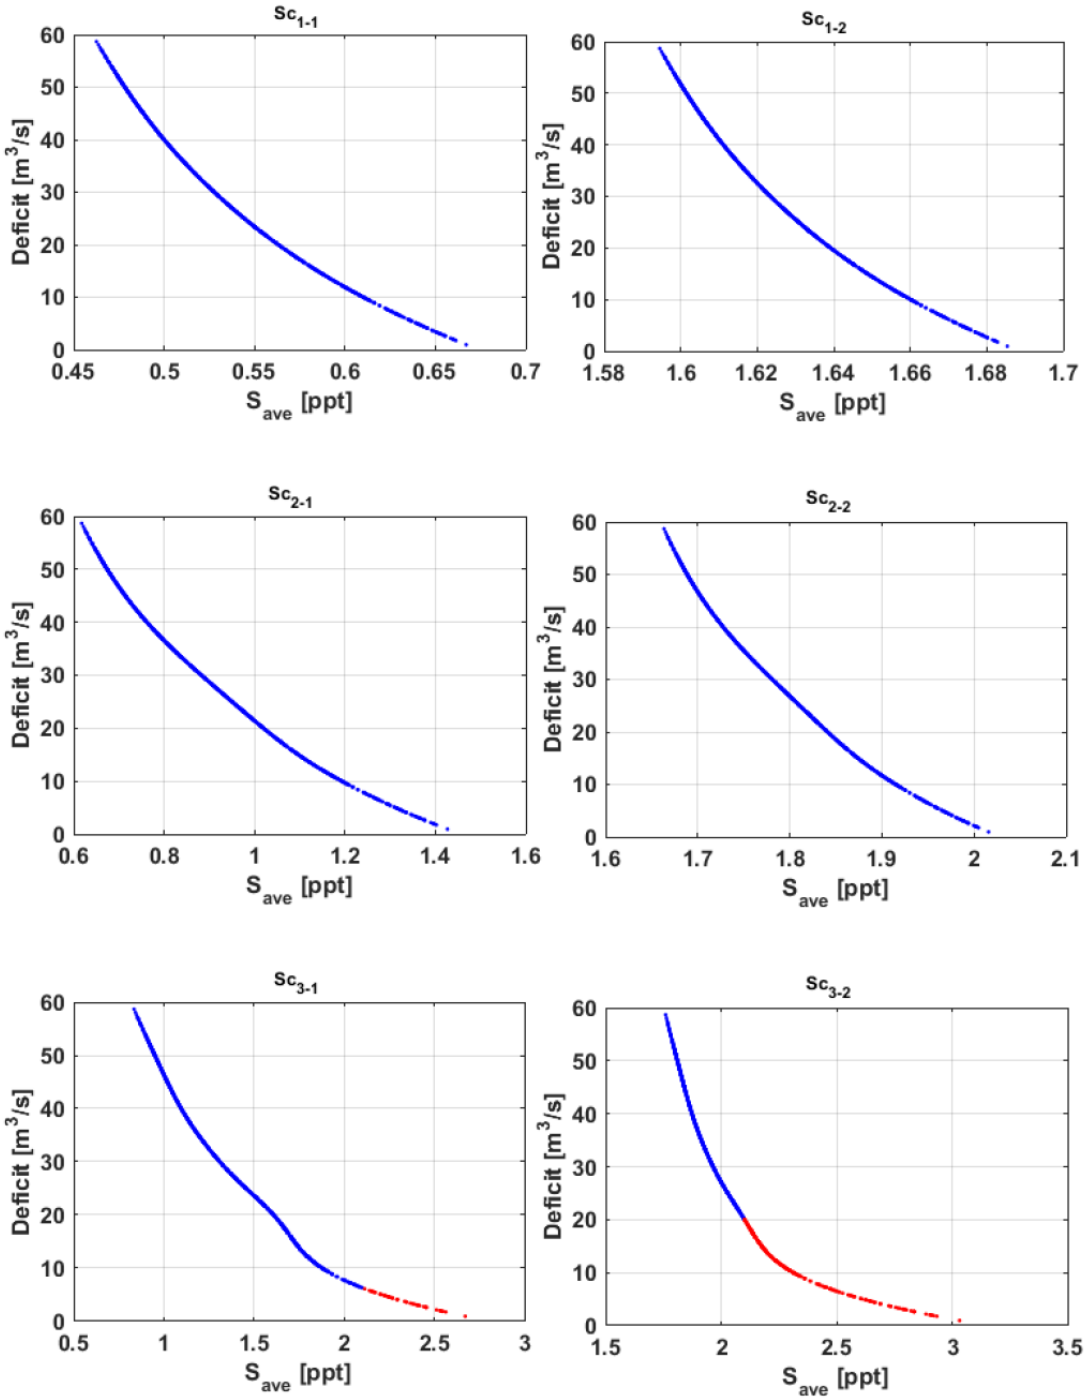 Sc1-1
Deficit [m3/s]
60
50
40
30
20
10
0
0.45 0.5 0.55 0.6 0.65 0.7
Save [ppt]
Sc1-2
Deficit [m3/s]
60
50
40
30
20
10
0
1.58 1.6 1.62 1.64 1.66 1.68 1.7
Save [ppt]
Sc2-1
Deficit [m3/s]
60
50
40
30
20
10
0
0.6 0.8 1 1.2 1.4 1.6
Save [ppt]
Sc2-2
Deficit [m3/s]
60
50
40
30
20
10
0
1.6 1.7 1.8 1.9 2 2.1
Save [ppt]
Sc3-1
Deficit [m3/s]
60
50
40
30
20
10
0
0.5 1 1.5 2 2.5 3
Save [ppt]
Sc3-2
Deficit [m3/s]
60
50
40
30
20
10
0
1.5 2 2.5 3 3.5
Save [ppt]